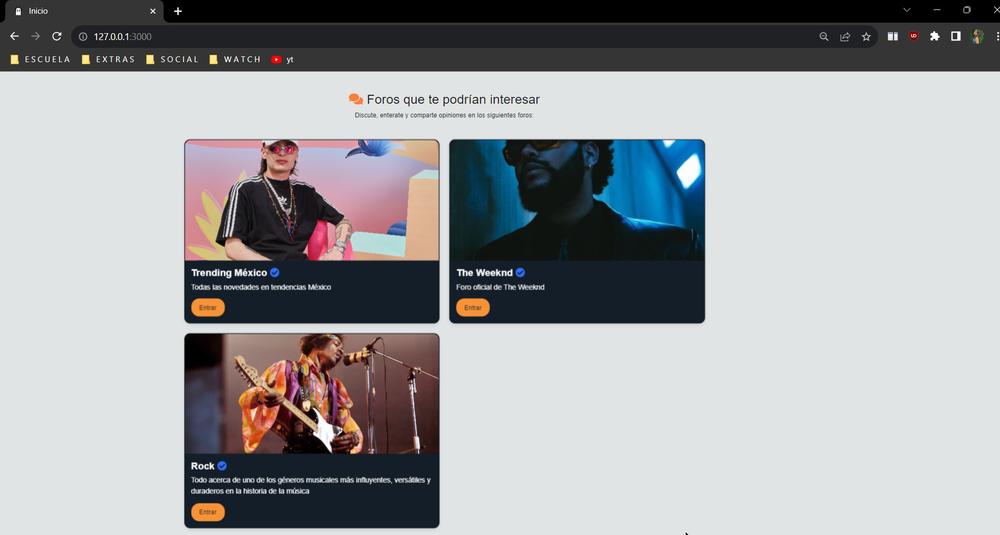 Inicio
127.0.0.1:3000
ESCUELA
EXTRAS
SOCIAL
WATCH
yt
Foros que te podrían interesar
Discute, enterate y comparte opiniones en los siguientes foros:
Trending México
Todas las novedades en tendencias México
Entrar
The Weeknd
Foro oficial de The Weeknd
Entrar
Rock
Todo acerca de uno de los géneros musicales más influyentes, versátiles y
duraderos en la historia de la música
Entrar